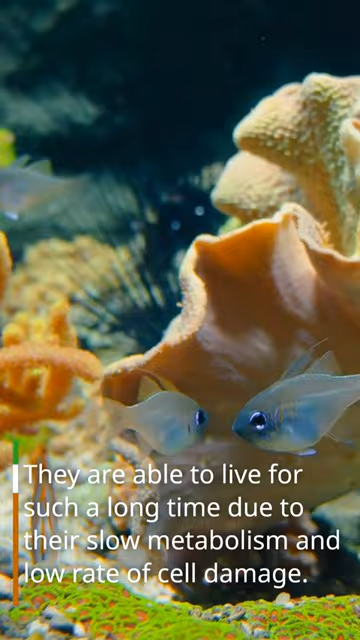 They are able to live for
such a long time due to
their slow metabolism and
low rate of cell damage.